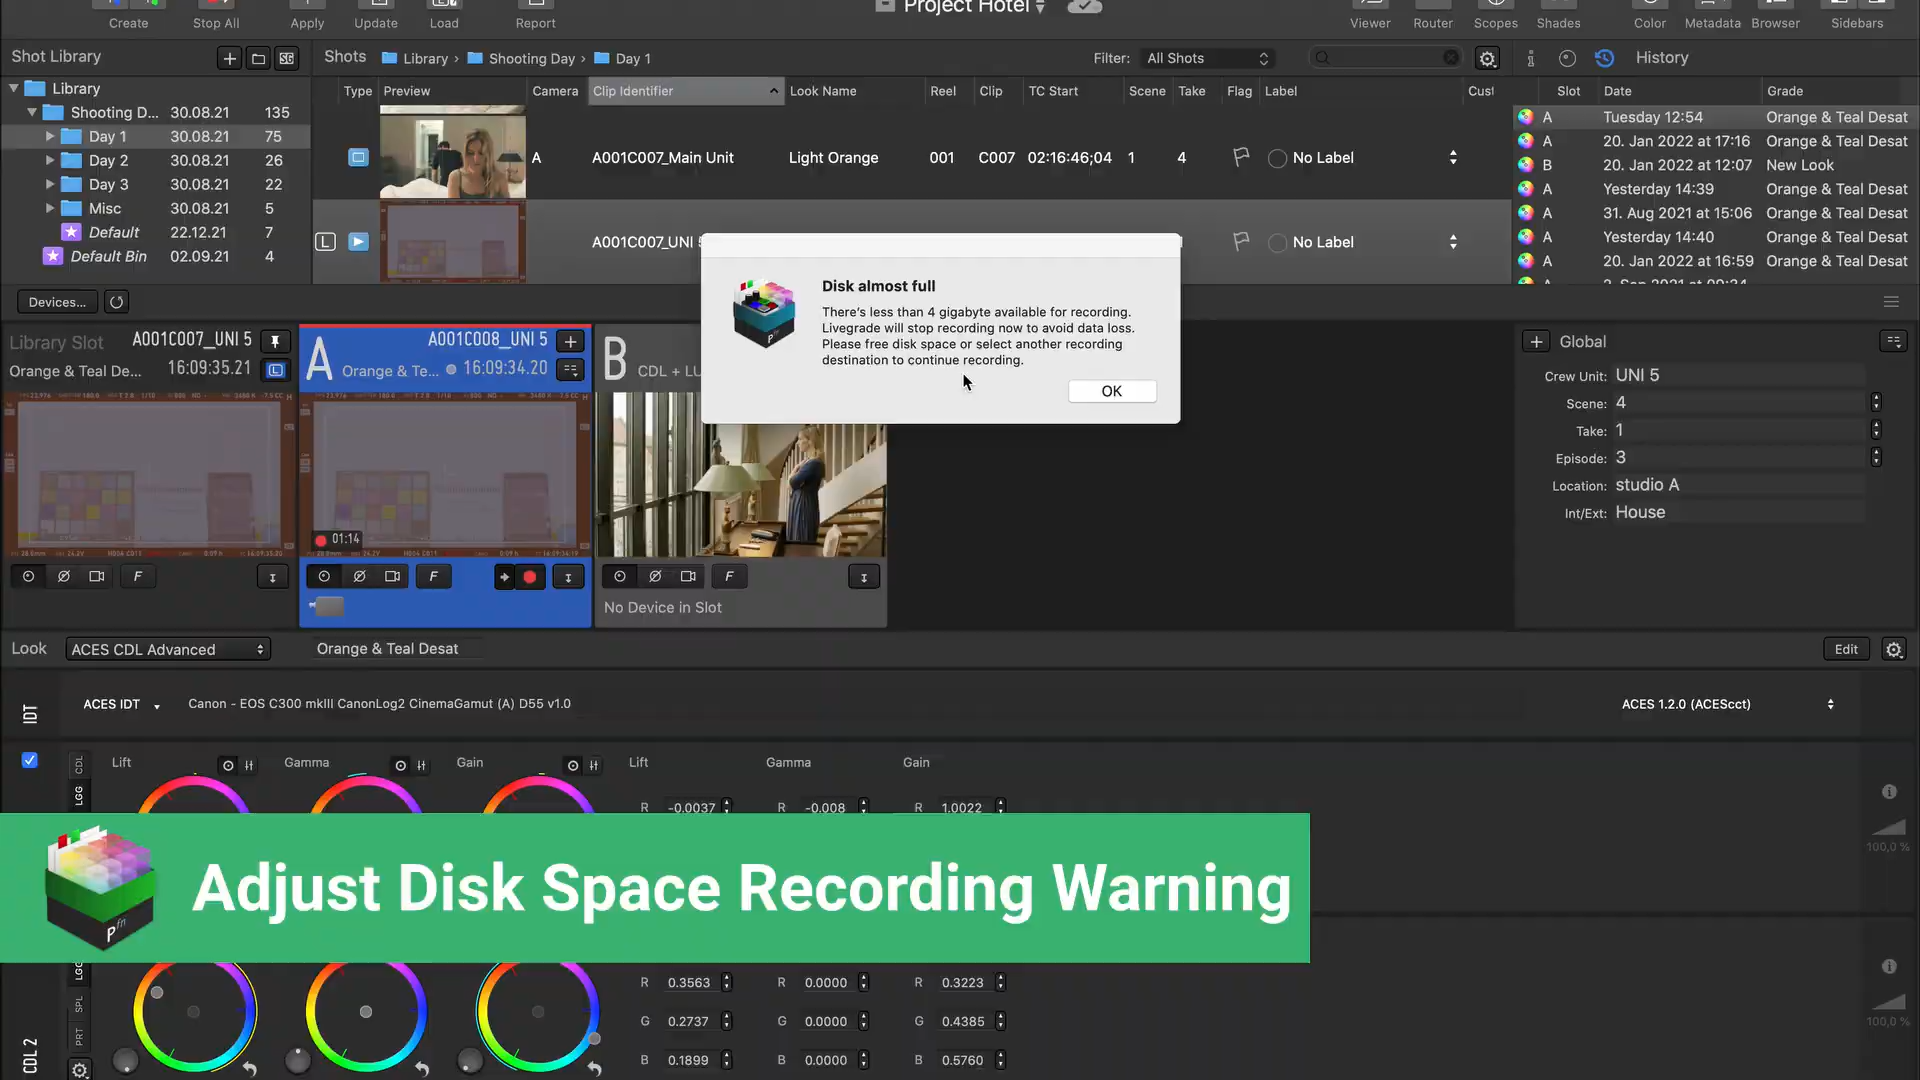 Create
Stop All
Apply
Update
Load
Report
Project Hotel
Viewer
Router
Scopes
Shades
Color
Metadata
Browser
Sidebars
Shot Library
SG
Shots
Library
Shooting Day
Day 1
Filter:
All Shots
History
Library
Type
Preview
Camera
Clip Identifier
Look Name
Reel
Clip
TC Start
Scene
Take
Flag
Label
Cust
Slot
Date
Grade
Shooting D... 30.08.21 135
Day 1 30.08.21 75
Day 2 30.08.21 26
Day 3 30.08.21 22
Misc 30.08.21 5
Default 22.12.21 7
Default Bin 02.09.21 4
A A001C007_Main Unit Light Orange 001 C007 02:16:46;04 1 4 No Label
L A001C007_UNI 5 No Label
A Tuesday 12:54 Orange & Teal Desat
A 20. Jan 2022 at 17:16 Orange & Teal Desat
B 20. Jan 2022 at 12:07 New Look
A Yesterday 14:39 Orange & Teal Desat
A 31. Aug 2021 at 15:06 Orange & Teal Desat
A Yesterday 14:40 Orange & Teal Desat
A 20. Jan 2022 at 16:59 Orange & Teal Desat
Disk almost full
There's less than 4 gigabyte available for recording.
Livegrade will stop recording now to avoid data loss.
Please free disk space or select another recording
destination to continue recording.
OK
Devices...
Library Slot
A001C007_UNI 5
Orange & Teal De...
16:09:35.21
L
A
A001C008_UNI 5
Orange & Te...
16:09:34.20
B
CDL + LU
01:14
F
F
F
No Device in Slot
Global
Crew Unit: UNI 5
Scene: 4
Take: 1
Episode: 3
Location: studio A
Int/Ext: House
Look
ACES CDL Advanced
Orange & Teal Desat
Edit
IDT
ACES IDT
Canon - EOS C300 mkIII CanonLog2 CinemaGamut (A) D55 v1.0
ACES 1.2.0 (ACEScct)
CDL
LGG
Lift
Gamma
Gain
Lift
Gamma
Gain
R -0.0037 R -0.008 R 1.0022
100,0 %
Adjust Disk Space Recording Warning
Pfn
LGG
SPL
PRT
CDL 2
R 0.3563 R 0.0000 R 0.3223
G 0.2737 G 0.0000 G 0.4385
B 0.1899 B 0.0000 B 0.5760
100,0 %